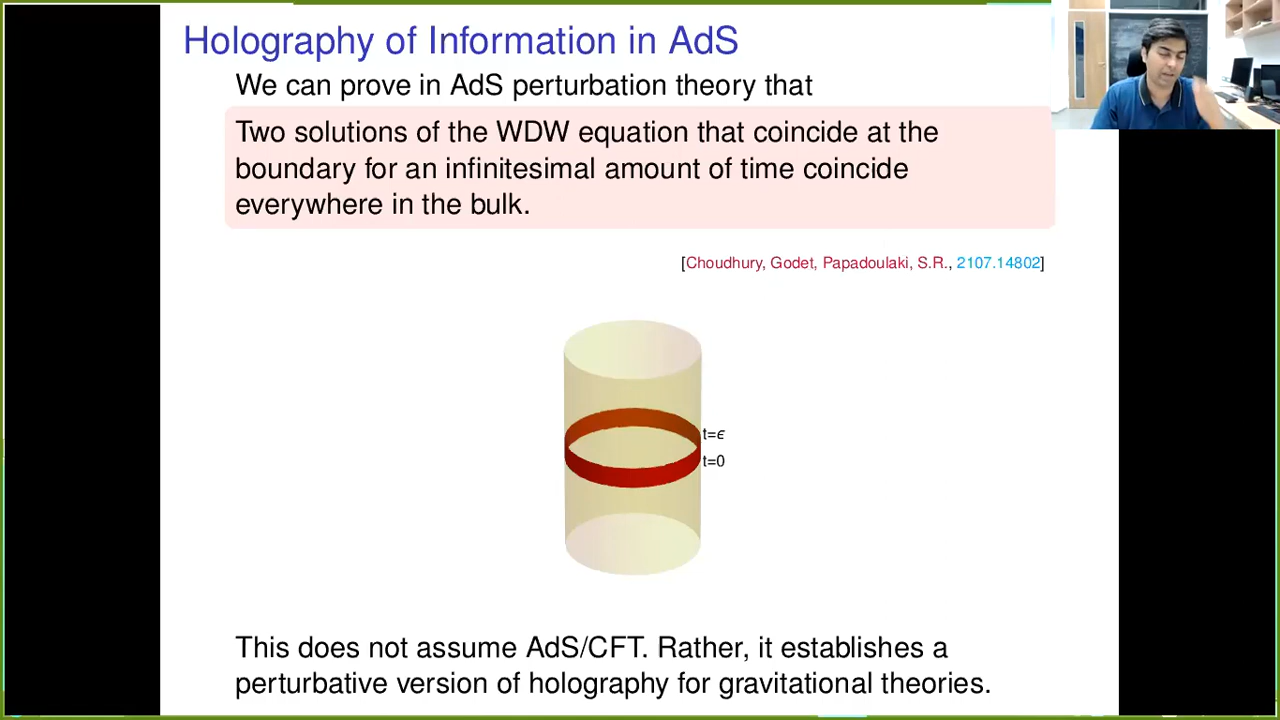 Holography of Information in AdS
We can prove in AdS perturbation theory that
Two solutions of the WDW equation that coincide at the
boundary for an infinitesimal amount of time coincide
everywhere in the bulk.
[Choudhury, Godet, Papadoulaki, S.R., 2107.14802]
t=ϵ
t=0
This does not assume AdS/CFT. Rather, it establishes a
perturbative version of holography for gravitational theories.